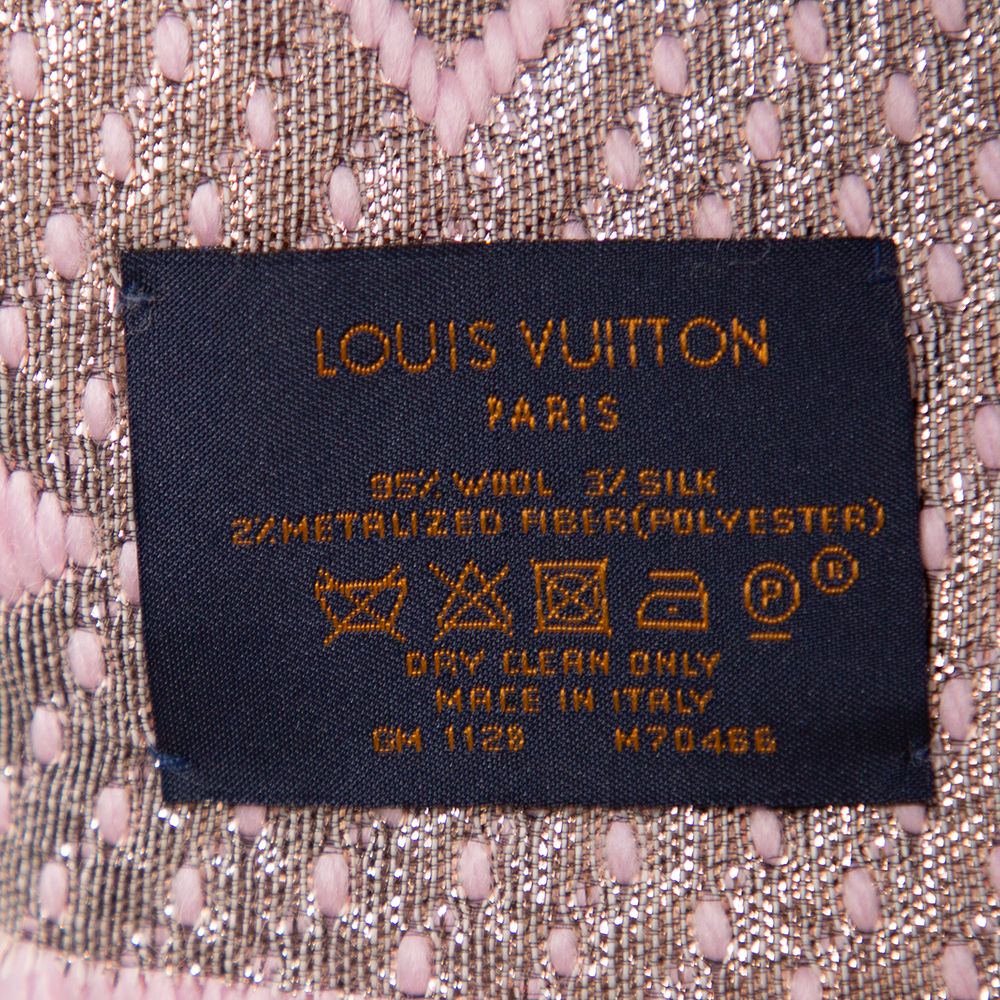 LOUIS VUITTON
PARIS
95% WOOL 3% SILK
2% METALIZED FIBER(POLYESTER)
P R
DRY CLEAN ONLY
MADE IN ITALY
GM 1128 M70466